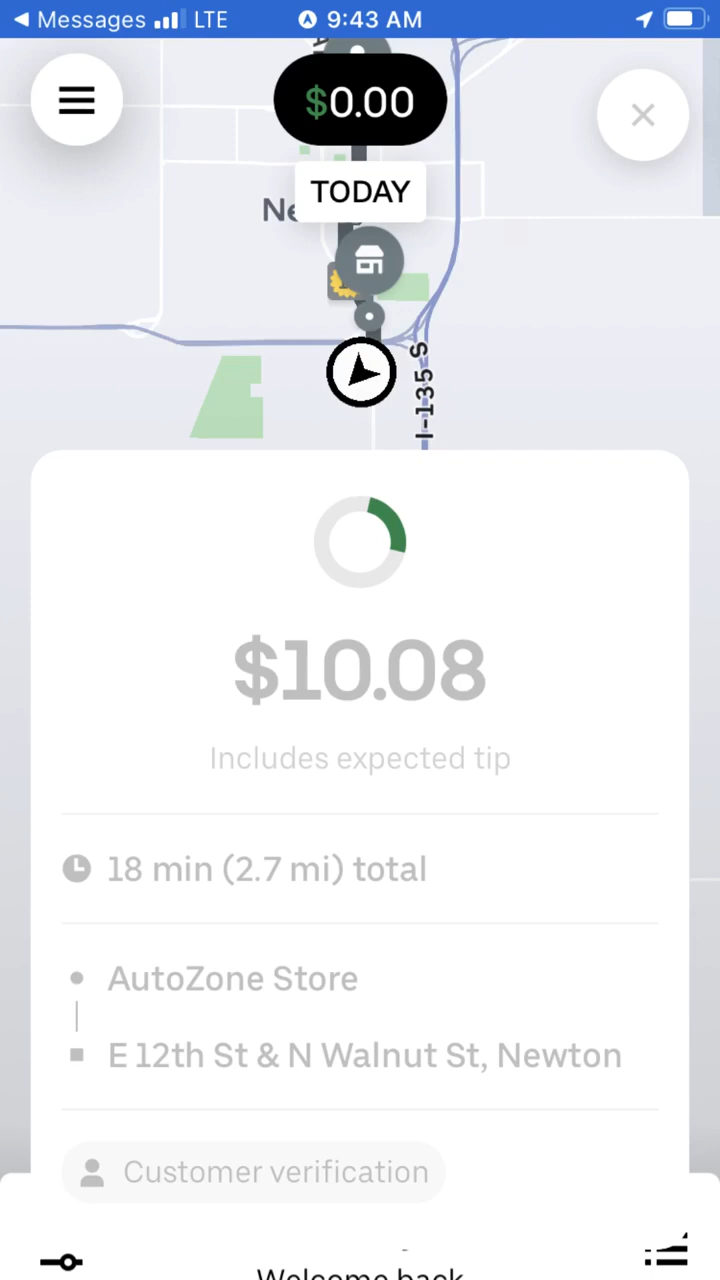 Messages LTE 9:43 AM
$0.00
TODAY
Ne
I-135 S
$10.08
Includes expected tip
18 min (2.7 mi) total
AutoZone Store
E 12th St & N Walnut St, Newton
Customer verification
Welcome back